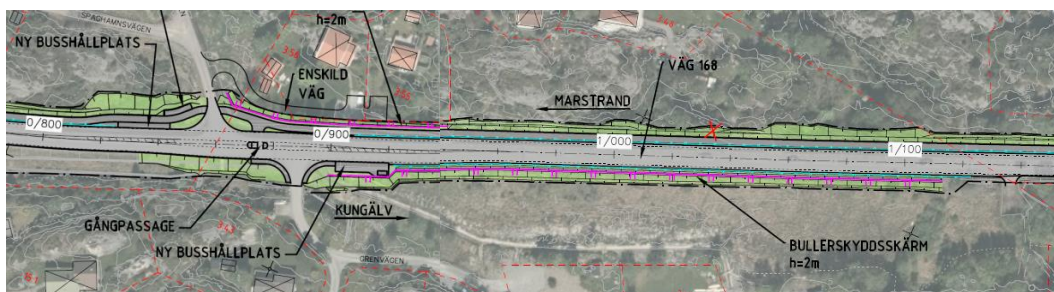 SPAGHAMNSVÄGEN
h=2m
NY BUSSHÅLLPLATS
ENSKILD
VÄG
VÄG 168
MARSTRAND
0/800
0/900
1/000
1/100
GÅNGPASSAGE
KUNGÄLV
NY BUSSHÅLLPLATS
GRENVÄGEN
BULLERSKYDDSSKÄRM
h=2m